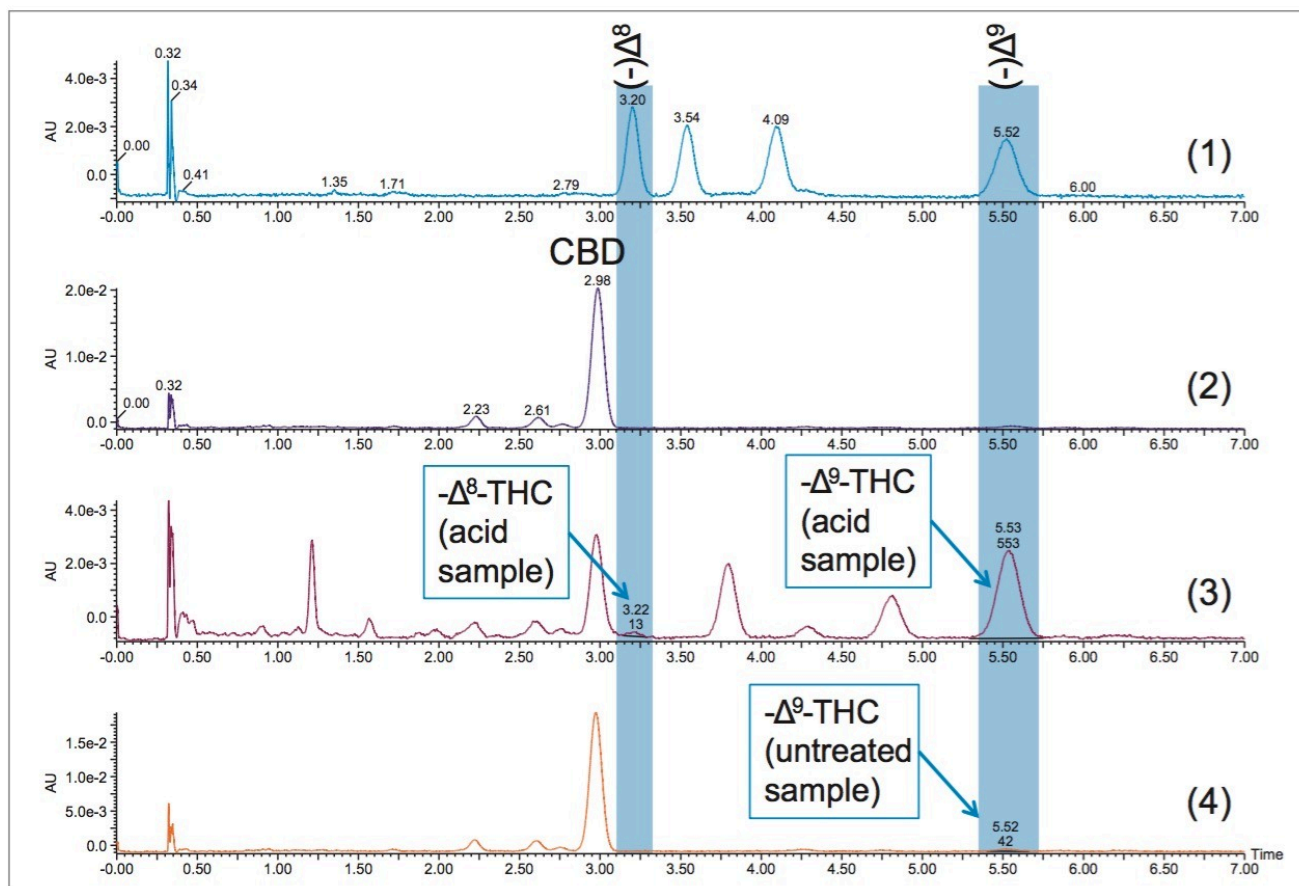 (-)Δ⁸
(-)Δ⁹
0.32
0.34
0.00
0.41
1.35
1.71
2.79
3.20
3.54
4.09
5.52
6.00
(1)
AU
4.0e-3
2.0e-3
0.0
-0.00 0.50 1.00 1.50 2.00 2.50 3.00 3.50 4.00 4.50 5.00 5.50 6.00 6.50 7.00
CBD
2.98
0.32
0.00
2.23
2.61
(2)
AU
2.0e-2
1.0e-2
0.0
-0.00 0.50 1.00 1.50 2.00 2.50 3.00 3.50 4.00 4.50 5.00 5.50 6.00 6.50 7.00
-Δ⁸-THC
(acid
sample)
3.22
13
-Δ⁹-THC
(acid
sample)
5.53
553
(3)
AU
4.0e-3
2.0e-3
0.0
-0.00 0.50 1.00 1.50 2.00 2.50 3.00 3.50 4.00 4.50 5.00 5.50 6.00 6.50 7.00
-Δ⁹-THC
(untreated
sample)
5.52
42
(4)
AU
1.5e-2
1.0e-2
5.0e-3
0.0
Time
-0.00 0.50 1.00 1.50 2.00 2.50 3.00 3.50 4.00 4.50 5.00 5.50 6.00 6.50 7.00